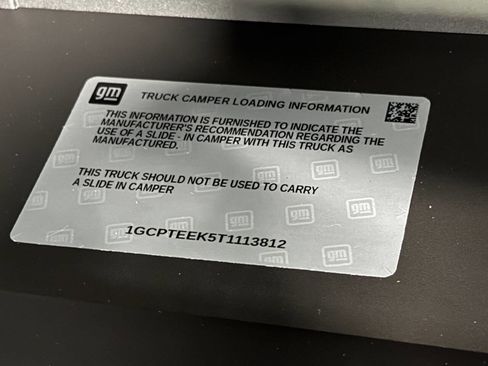 gm
TRUCK CAMPER LOADING INFORMATION
THIS INFORMATION IS FURNISHED TO INDICATE THE
MANUFACTURER'S RECOMMENDATION REGARDING THE
USE OF A SLIDE - IN CAMPER WITH THIS TRUCK AS
MANUFACTURED.
THIS TRUCK SHOULD NOT BE USED TO CARRY
A SLIDE IN CAMPER
1GCPTEEK5T1113812